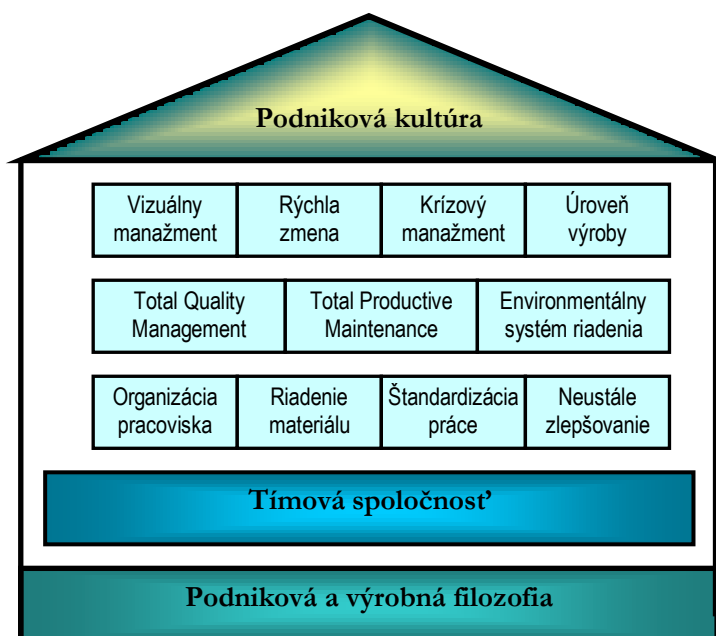 Podniková kultúra
Vizuálny
manažment
Rýchla
zmena
Krízový
manažment
Úroveň
výroby
Total Quality
Management
Total Productive
Maintenance
Environmentálny
systém riadenia
Organizácia
pracoviska
Riadenie
materiálu
Štandardizácia
práce
Neustále
zlepšovanie
Tímová spoločnosť
Podniková a výrobná filozofia